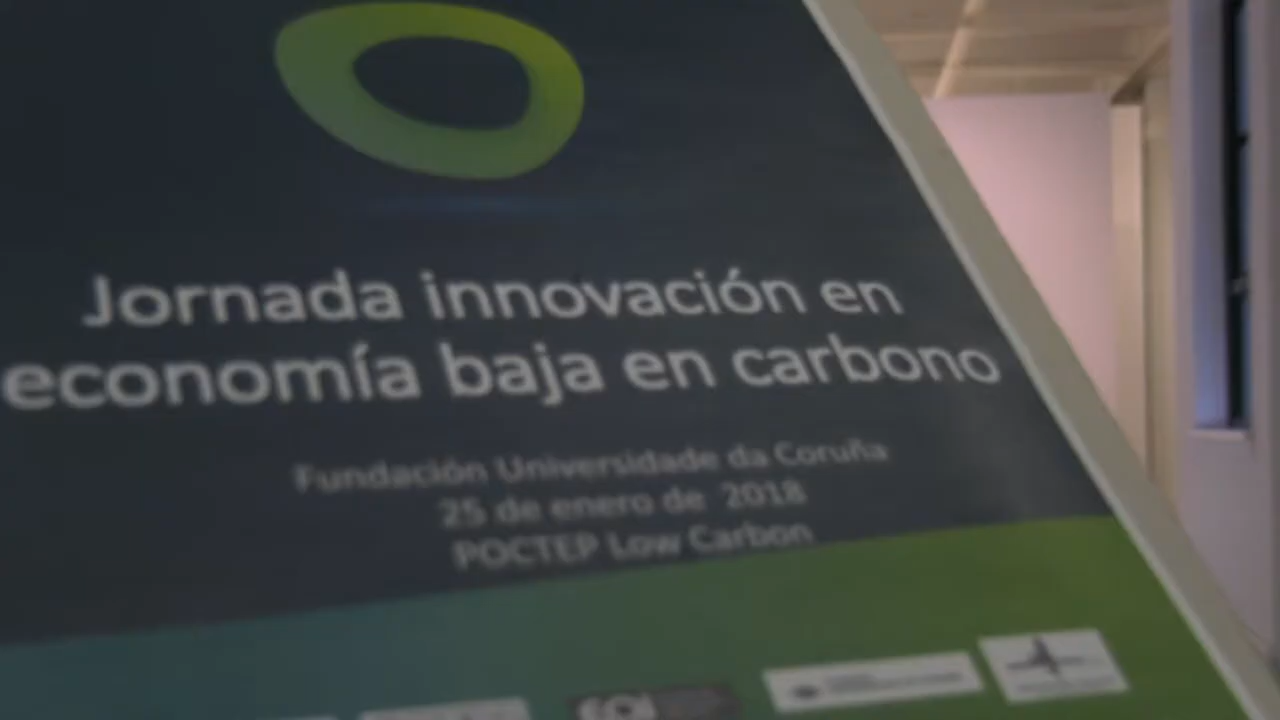 Jornada innovación en
economía baja en carbono
Fundación Universidade da Coruña
25 de enero de 2018
POCTEP Low Carbon